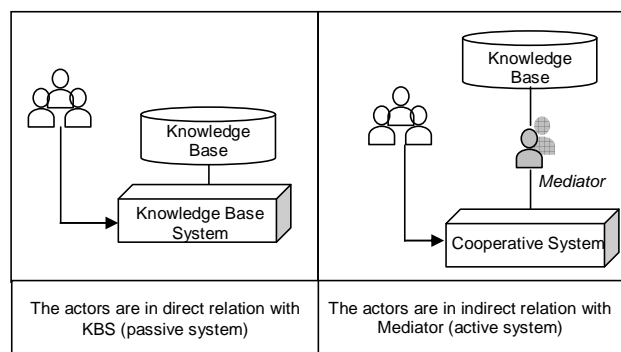 Knowledge
Base
Knowledge Base
System
The actors are in direct relation with
KBS (passive system)
Knowledge
Base
Mediator
Cooperative System
The actors are in indirect relation with
Mediator (active system)